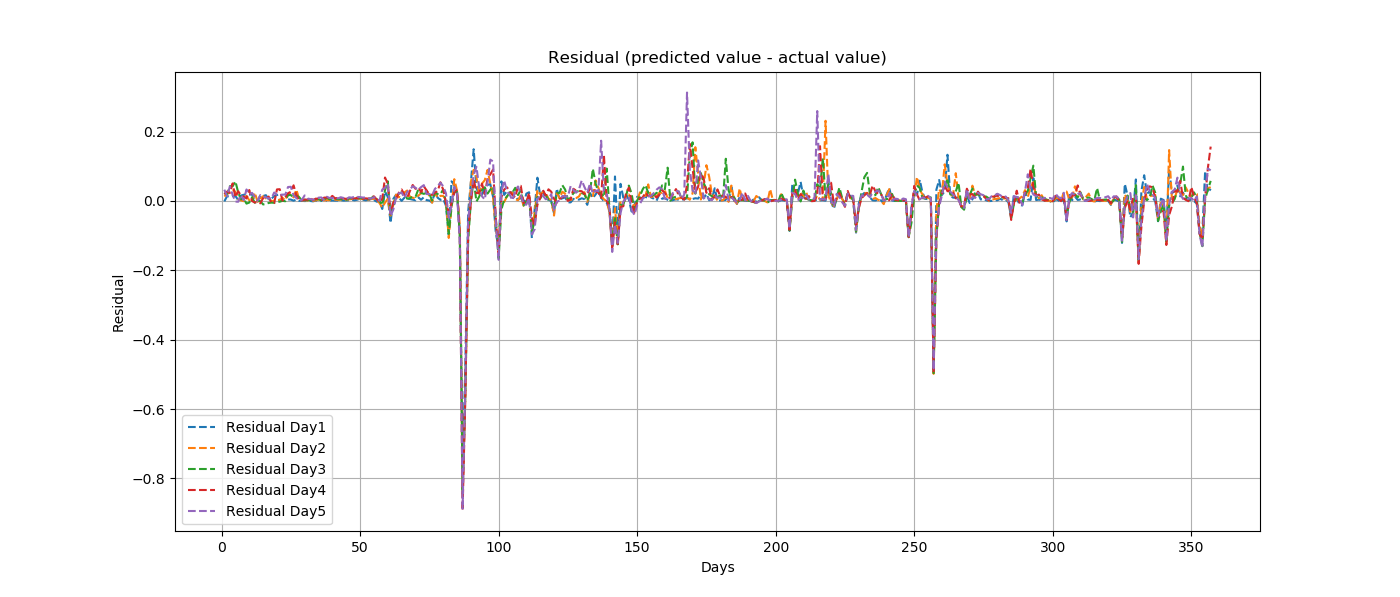 Residual (predicted value - actual value)
0.2
0.0
−0.2
−0.4
−0.6
−0.8
Residual
Residual Day1
Residual Day2
Residual Day3
Residual Day4
Residual Day5
0 50 100 150 200 250 300 350
Days